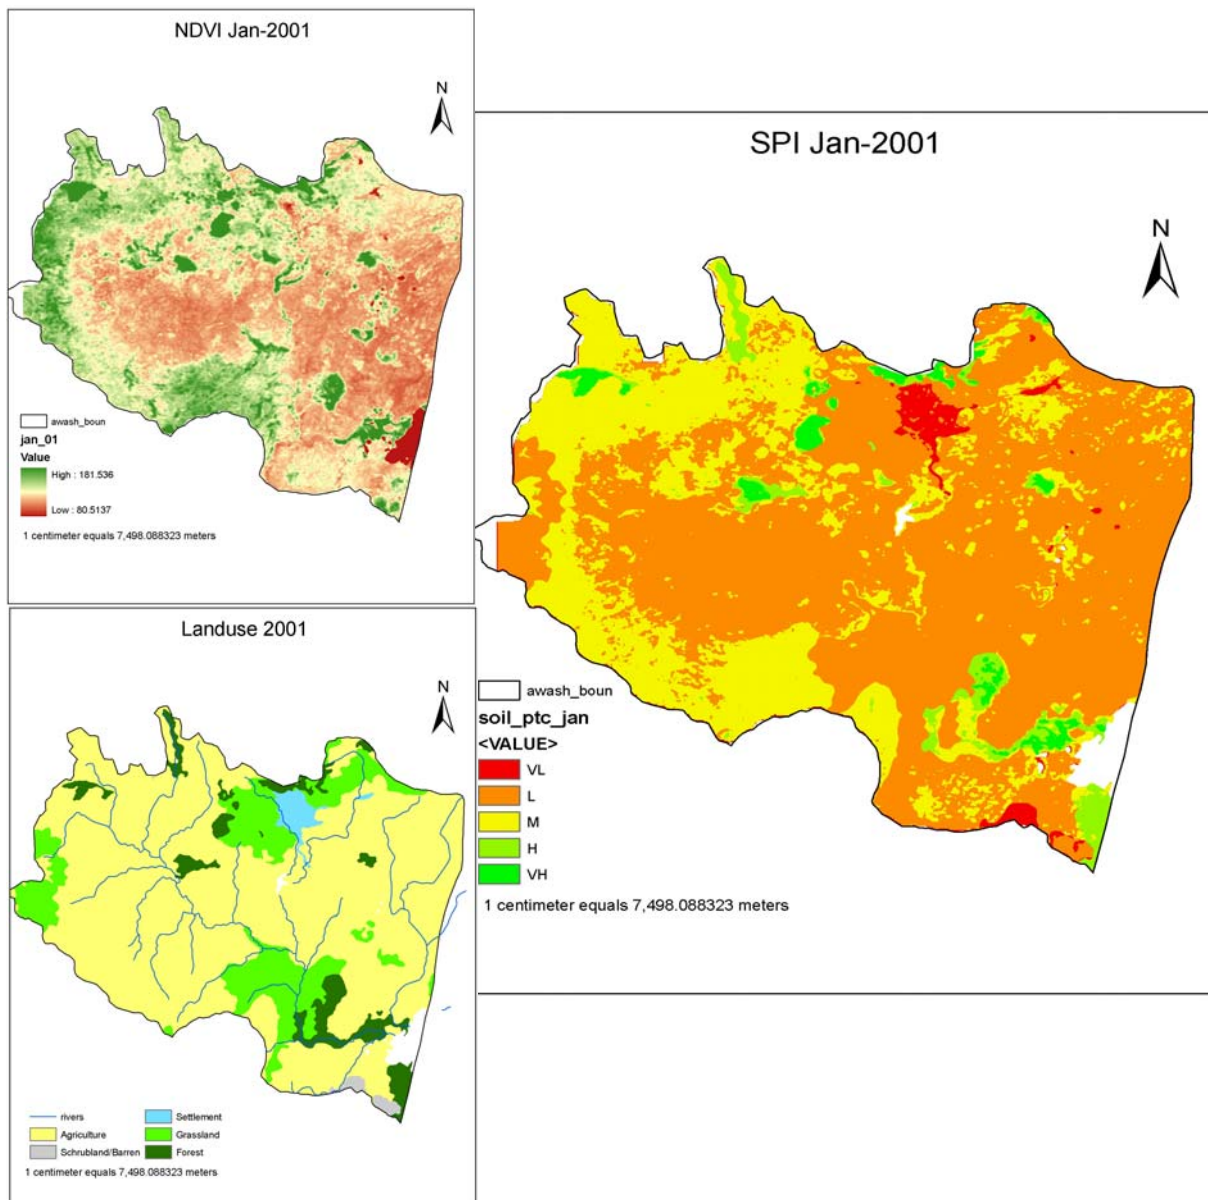 NDVI Jan-2001
N
awash_boun
jan_01
Value
High : 181.536
Low : 80.5137
1 centimeter equals 7,498.088323 meters
SPI Jan-2001
N
awash_boun
soil_ptc_jan
<VALUE>
VL
L
M
H
VH
1 centimeter equals 7,498.088323 meters
Landuse 2001
N
rivers
Settlement
Agriculture
Grassland
Schrubland/Barren
Forest
1 centimeter equals 7,498.088323 meters